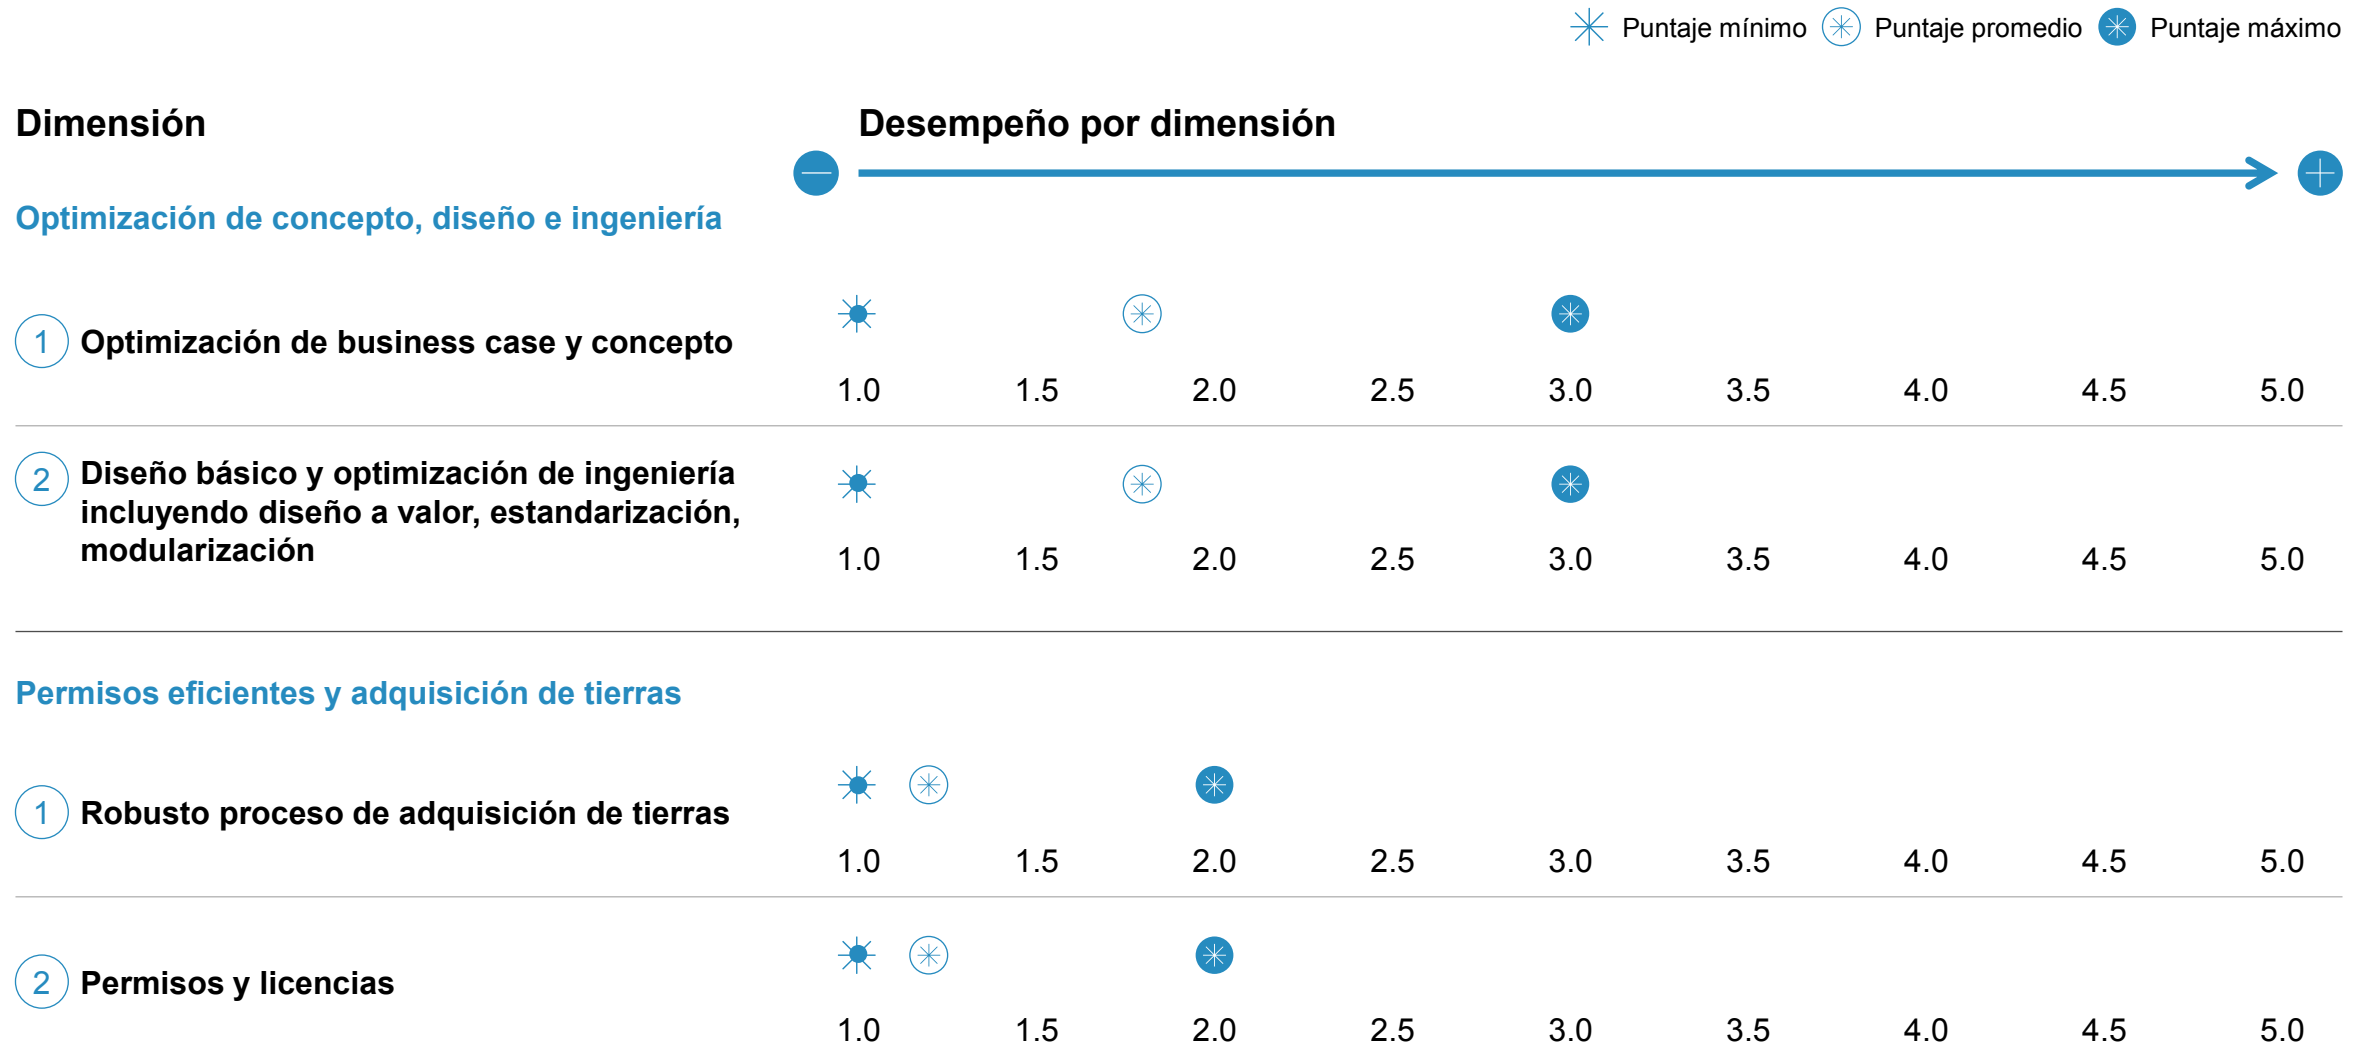 Puntaje mínimo Puntaje promedio Puntaje máximo
Dimensión Desempeño por dimensión
Optimización de concepto, diseño e ingeniería
1 Optimización de business case y concepto
1.0 1.5 2.0 2.5 3.0 3.5 4.0 4.5 5.0
2 Diseño básico y optimización de ingeniería
incluyendo diseño a valor, estandarización,
modularización
1.0 1.5 2.0 2.5 3.0 3.5 4.0 4.5 5.0
Permisos eficientes y adquisición de tierras
1 Robusto proceso de adquisición de tierras
1.0 1.5 2.0 2.5 3.0 3.5 4.0 4.5 5.0
2 Permisos y licencias
1.0 1.5 2.0 2.5 3.0 3.5 4.0 4.5 5.0